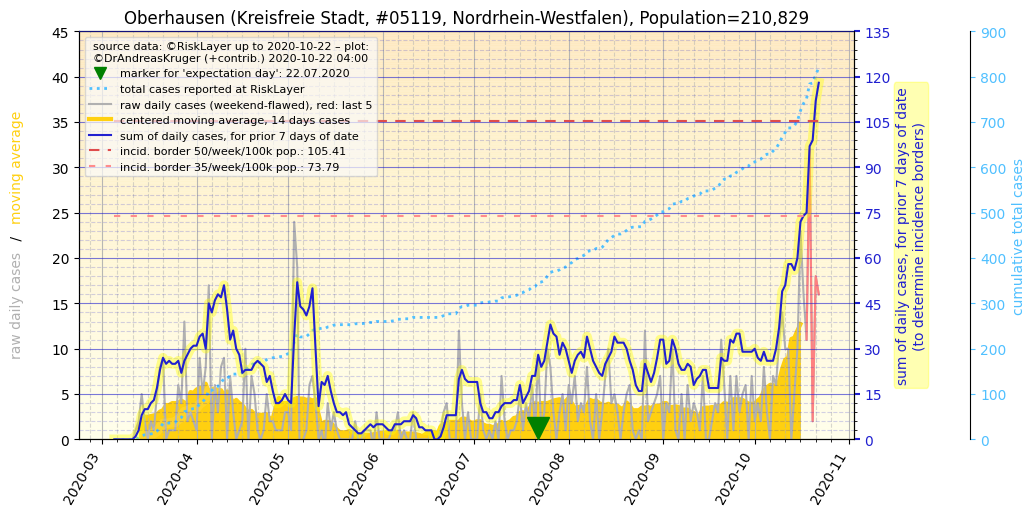 Oberhausen (Kreisfreie Stadt, #05119, Nordrhein-Westfalen), Population=210,829
source data: ©RiskLayer up to 2020-10-22 – plot:
©DrAndreasKruger (+contrib.) 2020-10-22 04:00
marker for 'expectation day': 22.07.2020
total cases reported at RiskLayer
raw daily cases (weekend-flawed), red: last 5
centered moving average, 14 days cases
sum of daily cases, for prior 7 days of date
incid. border 50/week/100k pop.: 105.41
incid. border 35/week/100k pop.: 73.79
raw daily cases / moving average
45
40
35
30
25
20
15
10
5
0
2020-03
2020-04
2020-05
2020-06
2020-07
2020-08
2020-09
2020-10
2020-11
135
120
105
90
75
60
45
30
15
0
sum of daily cases, for prior 7 days of date
(to determine incidence borders)
900
800
700
600
500
400
300
200
100
0
cumulative total cases